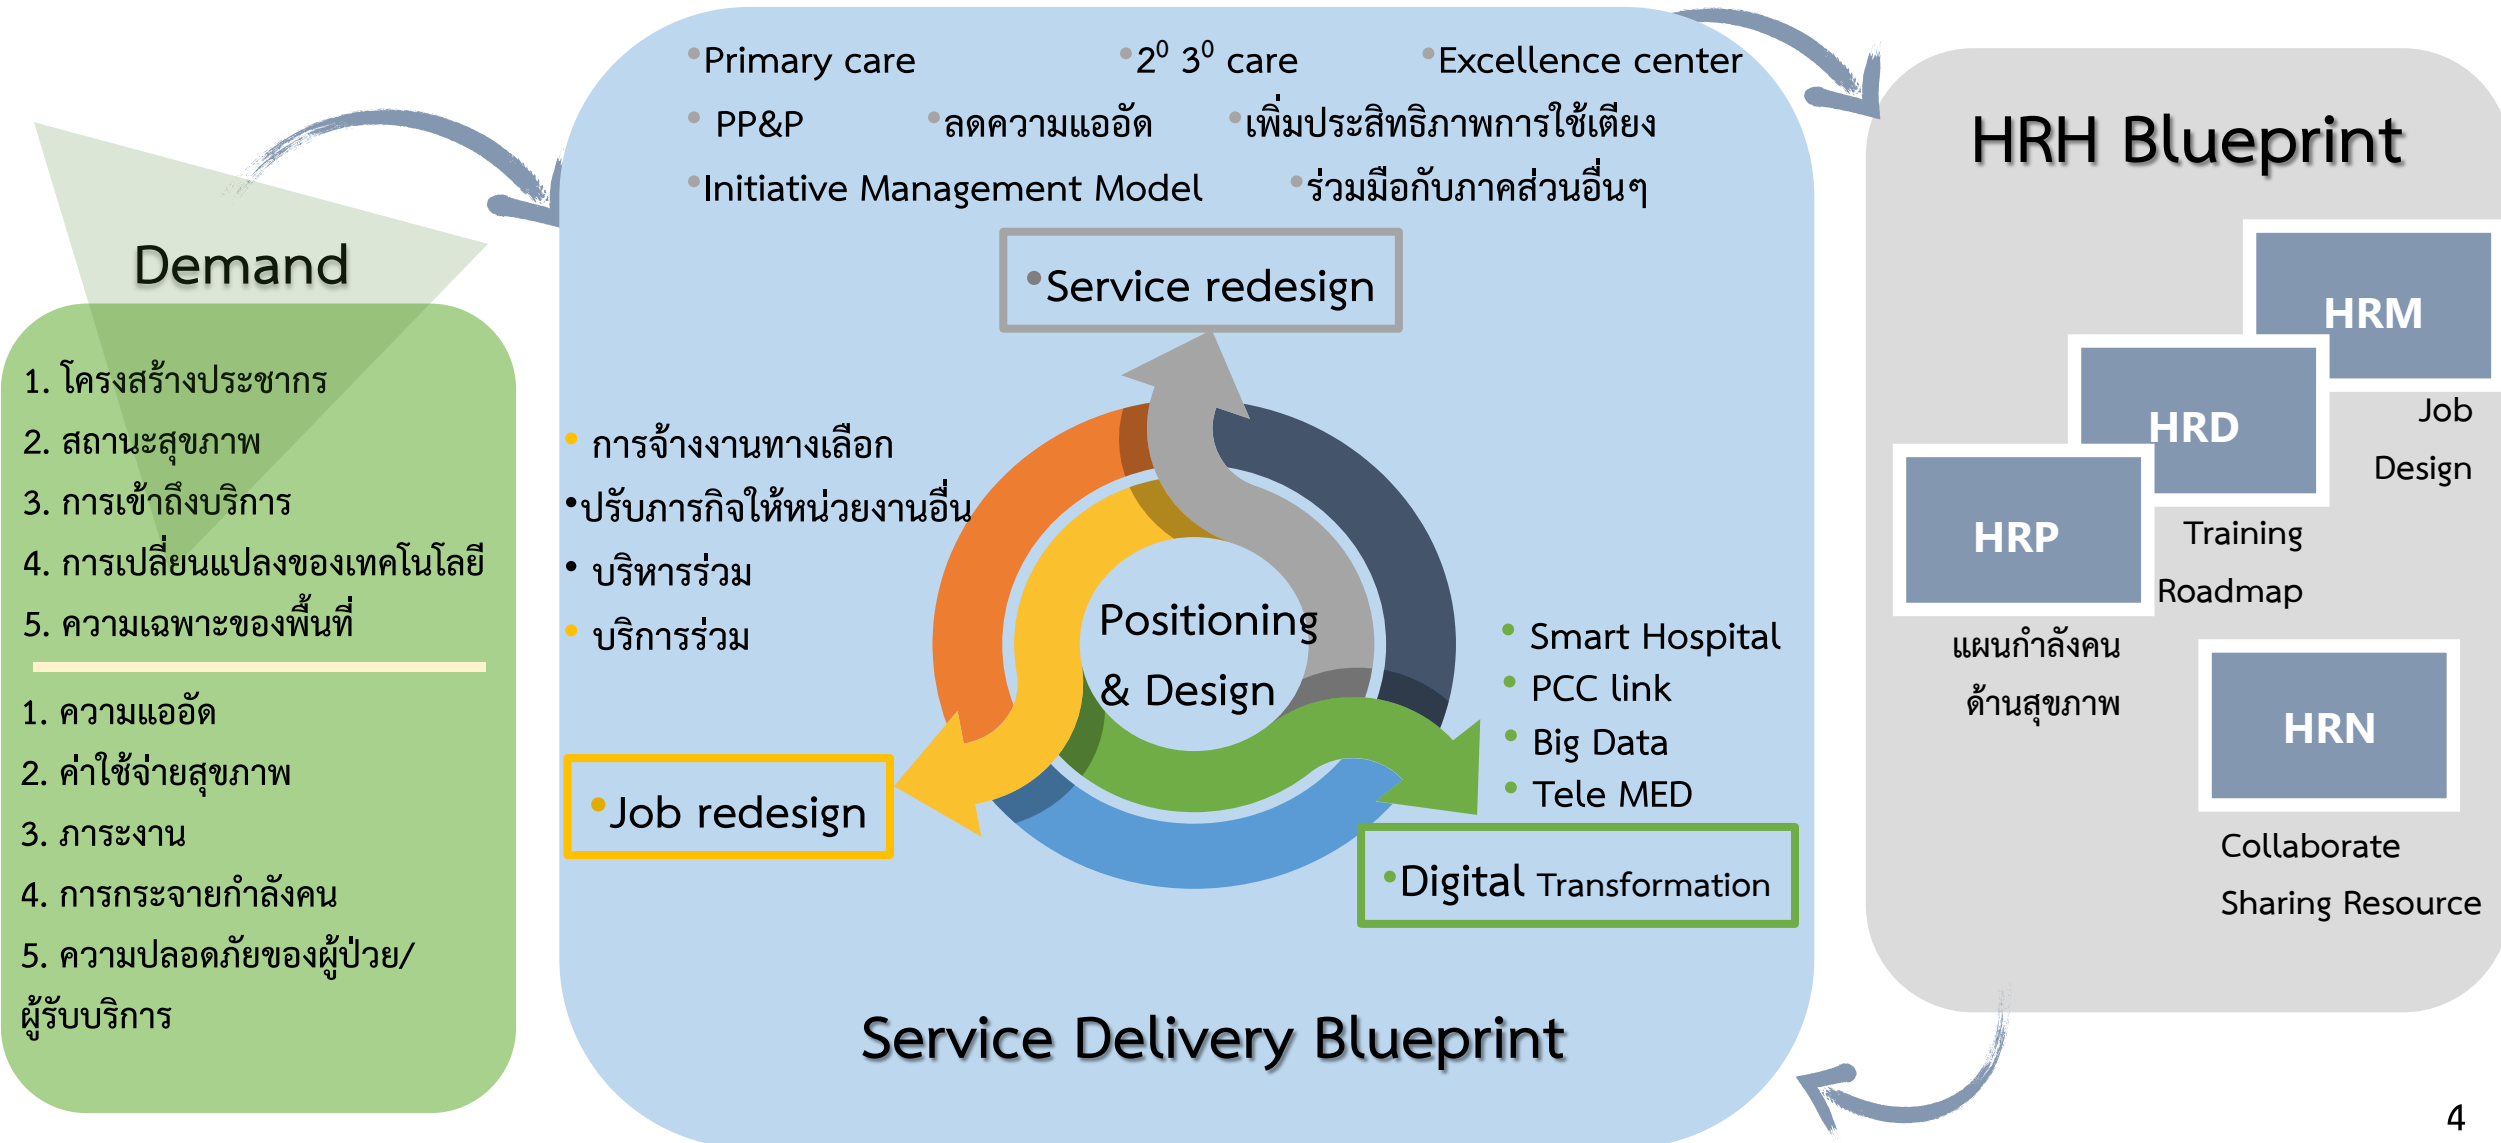 Demand
1. โครงสร้างประชากร
2. สถานะสุขภาพ
3. การเข้าถึงบริการ
4. การเปลี่ยนแปลงของเทคโนโลยี
5. ความเฉพาะของพื้นที่
1. ความแออัด
2. ค่าใช้จ่ายสุขภาพ
3. ภาระงาน
4. การกระจายกำลังคน
5. ความปลอดภัยของผู้ป่วย/
ผู้รับบริการ
•Primary care •2⁰ 3⁰ care •Excellence center
• PP&P •ลดความแออัด •เพิ่มประสิทธิภาพการใช้เตียง
•Initiative Management Model •ร่วมมือกับภาคส่วนอื่นๆ
•Service redesign
• การจ้างงานทางเลือก
•ปรับภารกิจให้หน่วยงานอื่น
• บริหารร่วม
• บริการร่วม
•Job redesign
Positioning
& Design
• Smart Hospital
• PCC link
• Big Data
• Tele MED
•Digital Transformation
Service Delivery Blueprint
HRH Blueprint
HRM
Job
Design
HRD
Training
Roadmap
HRP
แผนกำลังคน
ด้านสุขภาพ
HRN
Collaborate
Sharing Resource
4